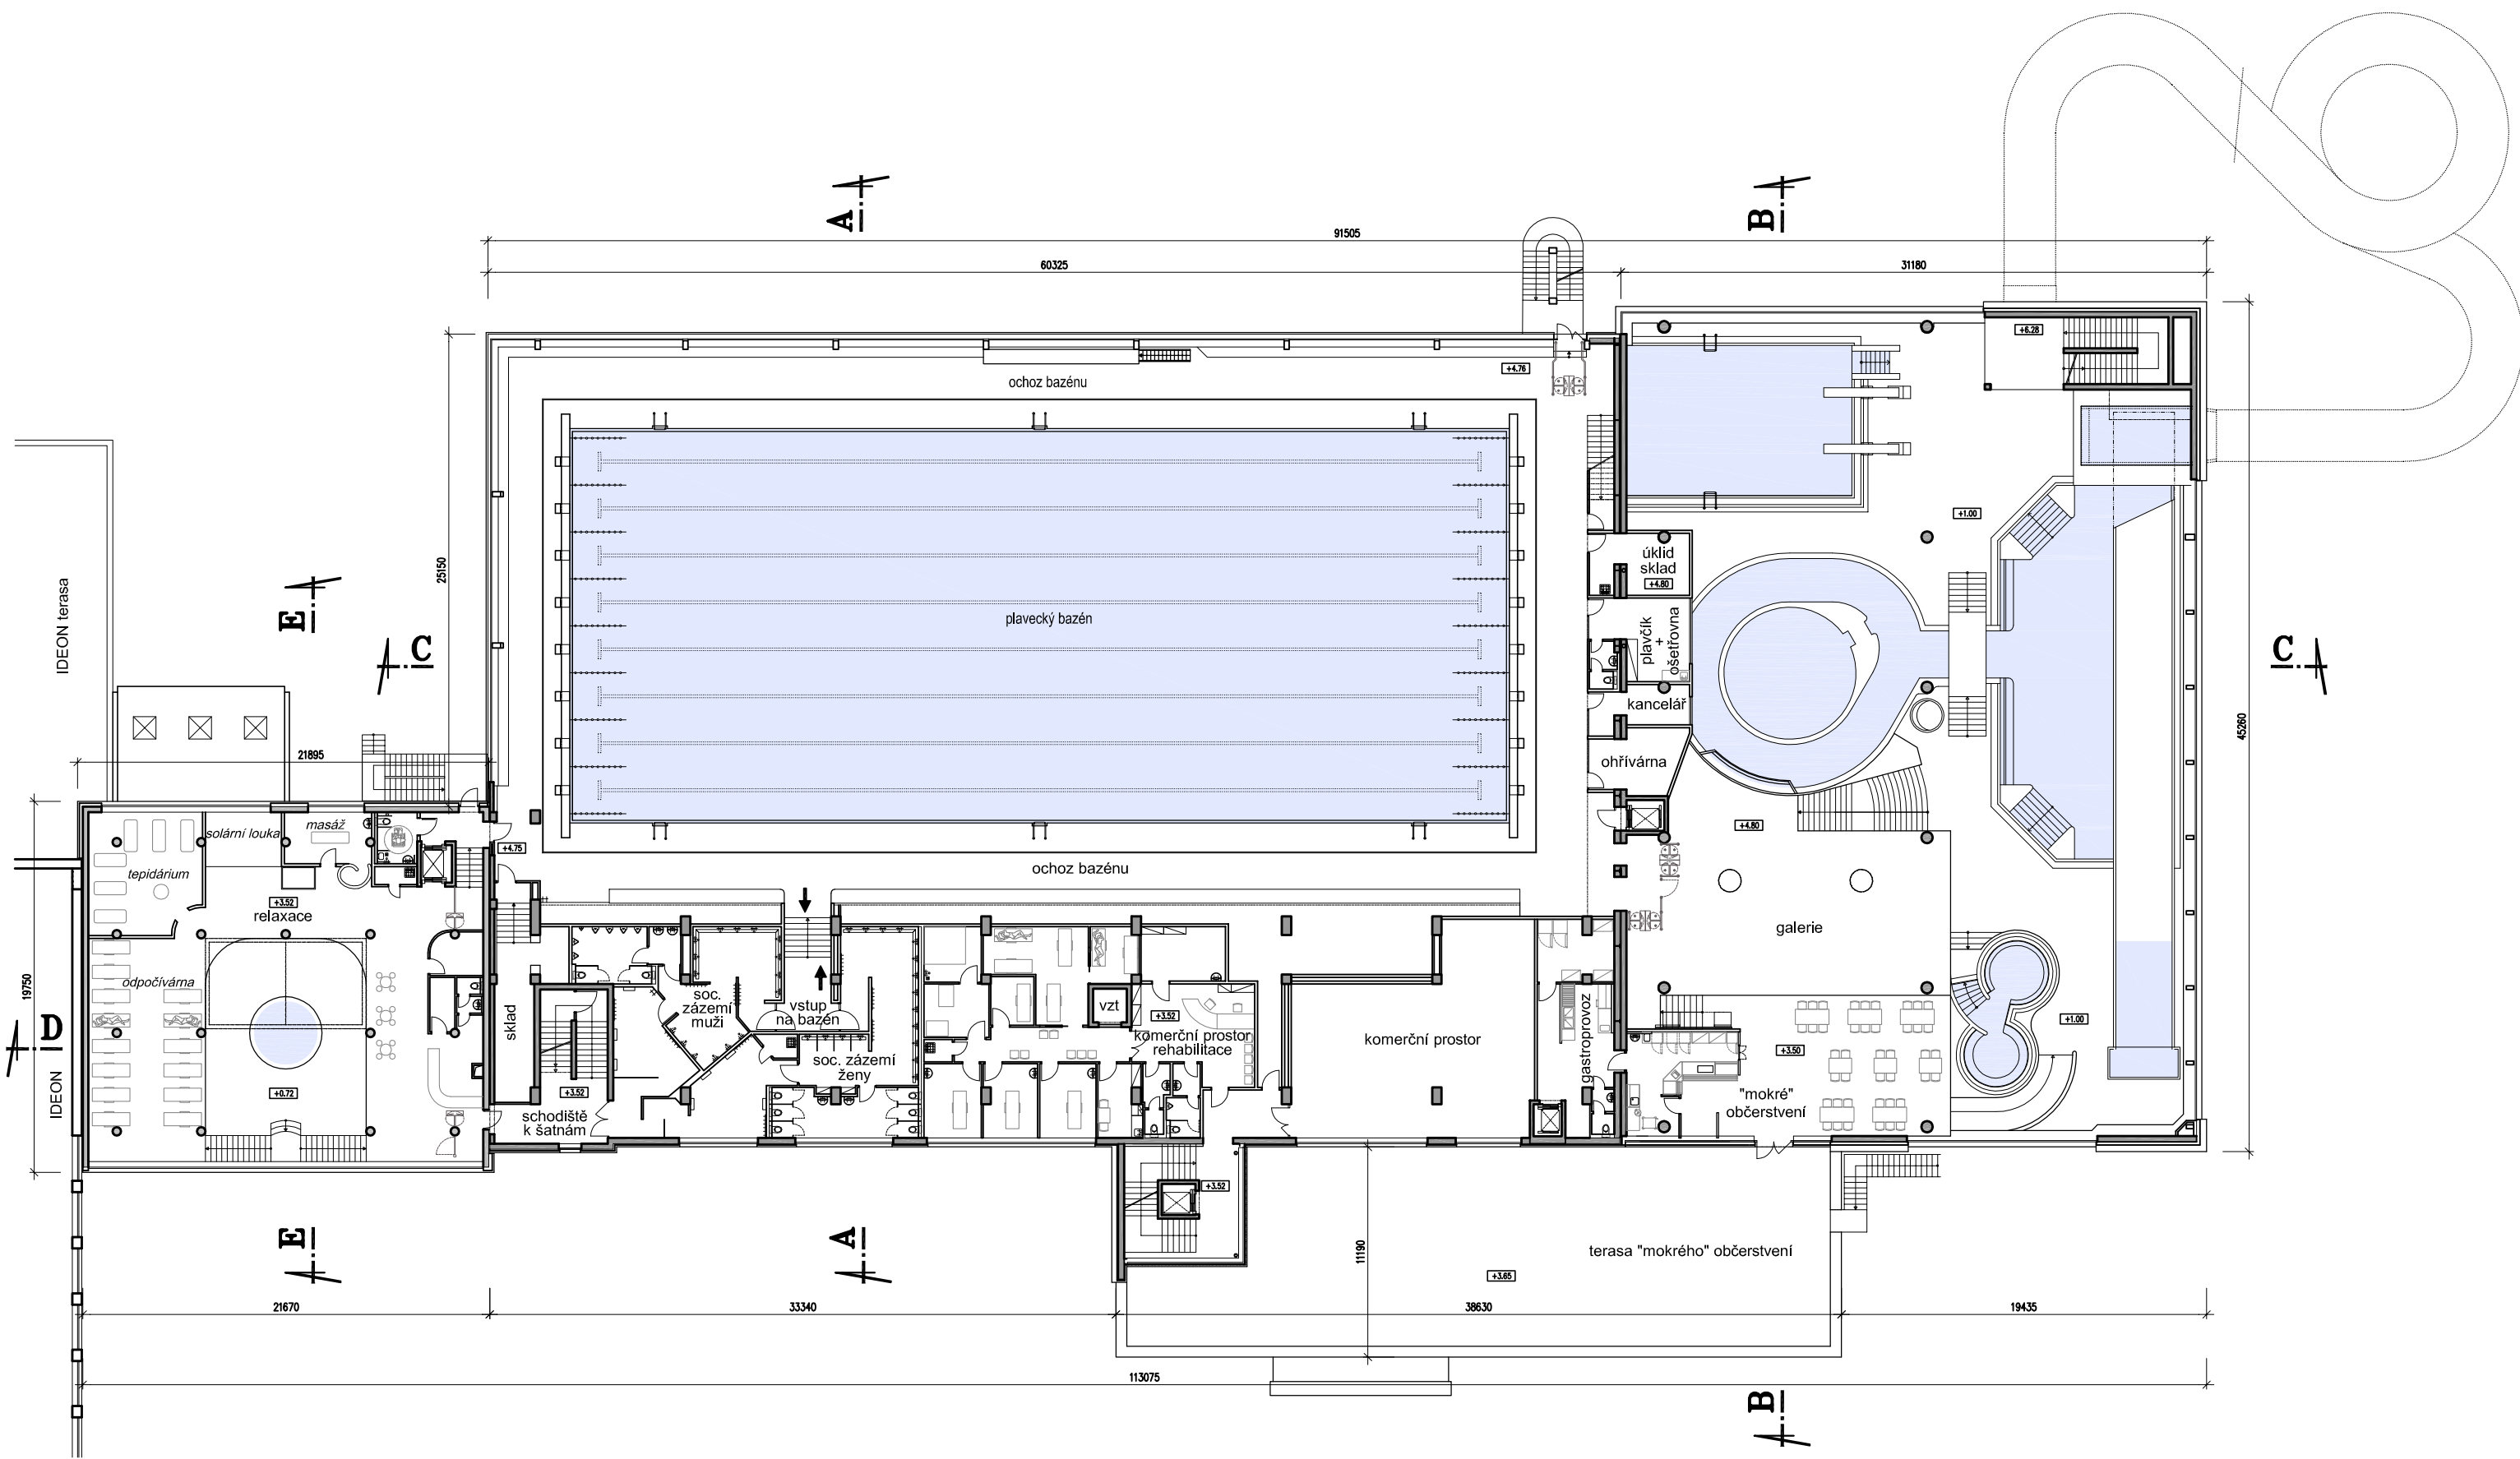 A
B
91505
60325
31180
+6.28
+4.76
ochoz bazénu
25150
IDEON terasa
E
C
plavecký bazén
+1.00
úklid
sklad
+4.80
plavčík
+
ošetřovna
kancelář
ohřívárna
C
45260
21895
solární louka
masáž
tepidárium
+3.52
relaxace
+4.75
ochoz bazénu
+4.80
galerie
odpočívárna
19750
D
IDEON
+0.72
sklad
soc.
zázemí
muži
vstup
na bazén
soc. zázemí
ženy
+3.52
schodiště
k šatnám
vzt
+3.52
komerční prostor
rehabilitace
komerční prostor
gastroprovoz
+3.50
"mokré"
občerstvení
+1.00
+3.52
E
A
11190
terasa "mokrého" občerstvení
+3.65
21670
33340
38630
19435
113075
B